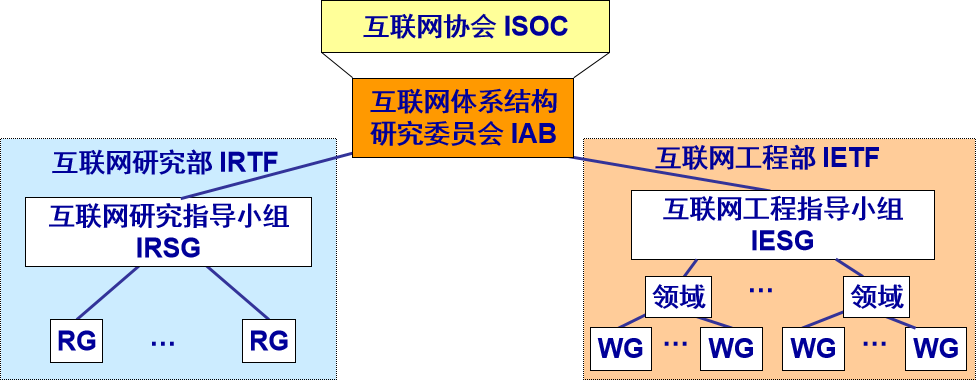 互联网协会 ISOC
互联网体系结构
研究委员会 IAB
互联网研究部 IRTF
互联网研究指导小组
IRSG
RG … RG
互联网工程部 IETF
互联网工程指导小组
IESG
领域 … 领域
WG … WG WG … WG